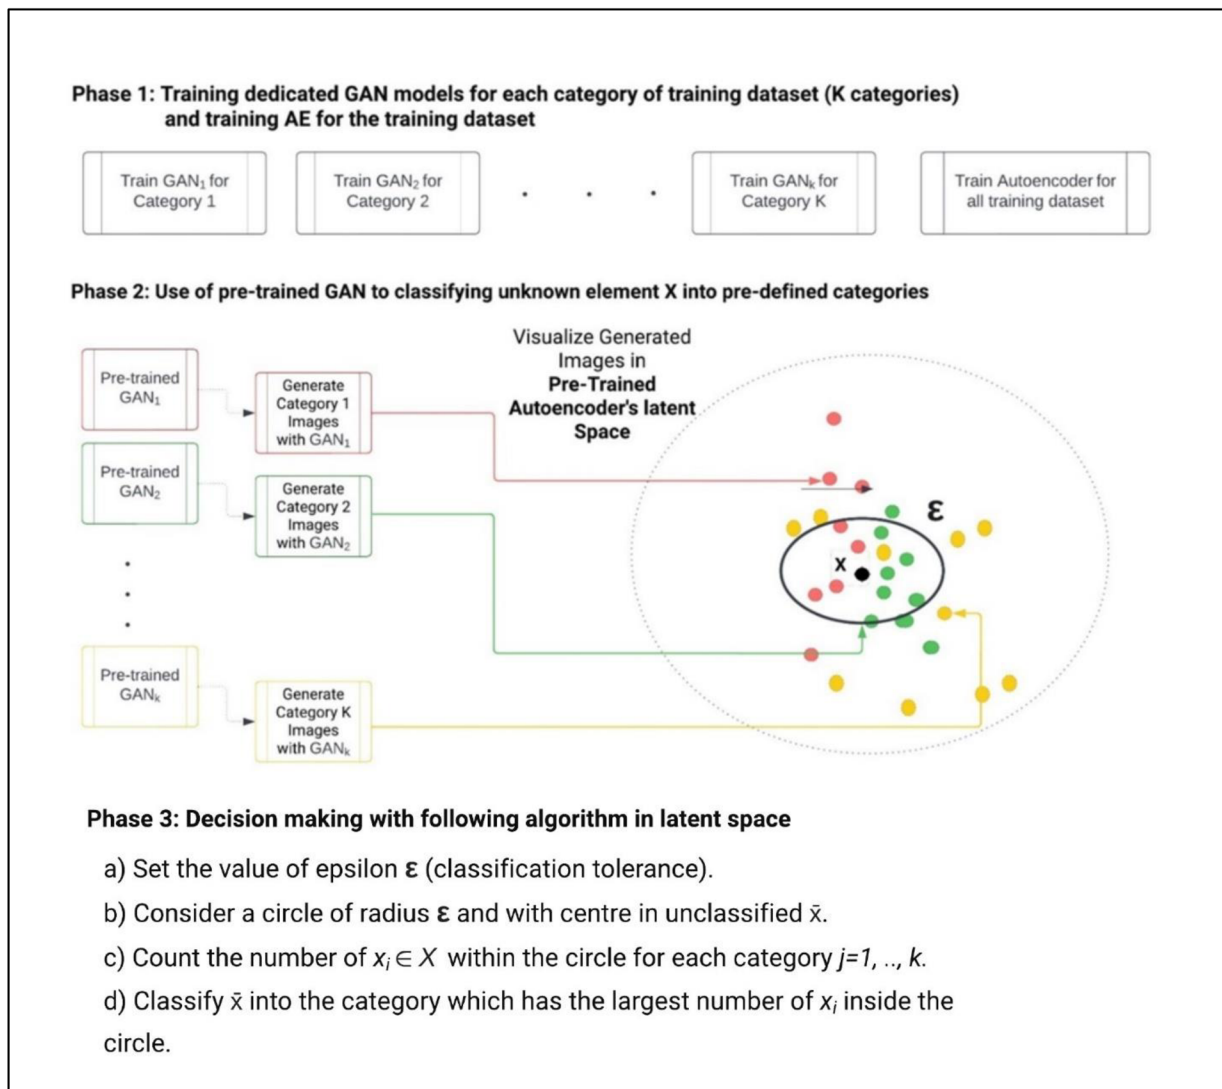 Phase 1: Training dedicated GAN models for each category of training dataset (K categories)
and training AE for the training dataset
Train GAN₁ for
Category 1
Train GAN₂ for
Category 2
. . .
Train GANₖ for
Category K
Train Autoencoder for
all training dataset
Phase 2: Use of pre-trained GAN to classifying unknown element X into pre-defined categories
Pre-trained
GAN₁
Generate
Category 1
Images
with GAN₁
Pre-trained
GAN₂
Generate
Category 2
Images
with GAN₂
Pre-trained
GANₖ
Generate
Category K
Images
with GANₖ
Visualize Generated
Images in
Pre-Trained
Autoencoder's latent
Space
ε
X
Phase 3: Decision making with following algorithm in latent space
a) Set the value of epsilon ε (classification tolerance).
b) Consider a circle of radius ε and with centre in unclassified x̄.
c) Count the number of xᵢ ∈ X within the circle for each category j=1, .., k.
d) Classify x̄ into the category which has the largest number of xᵢ inside the
circle.